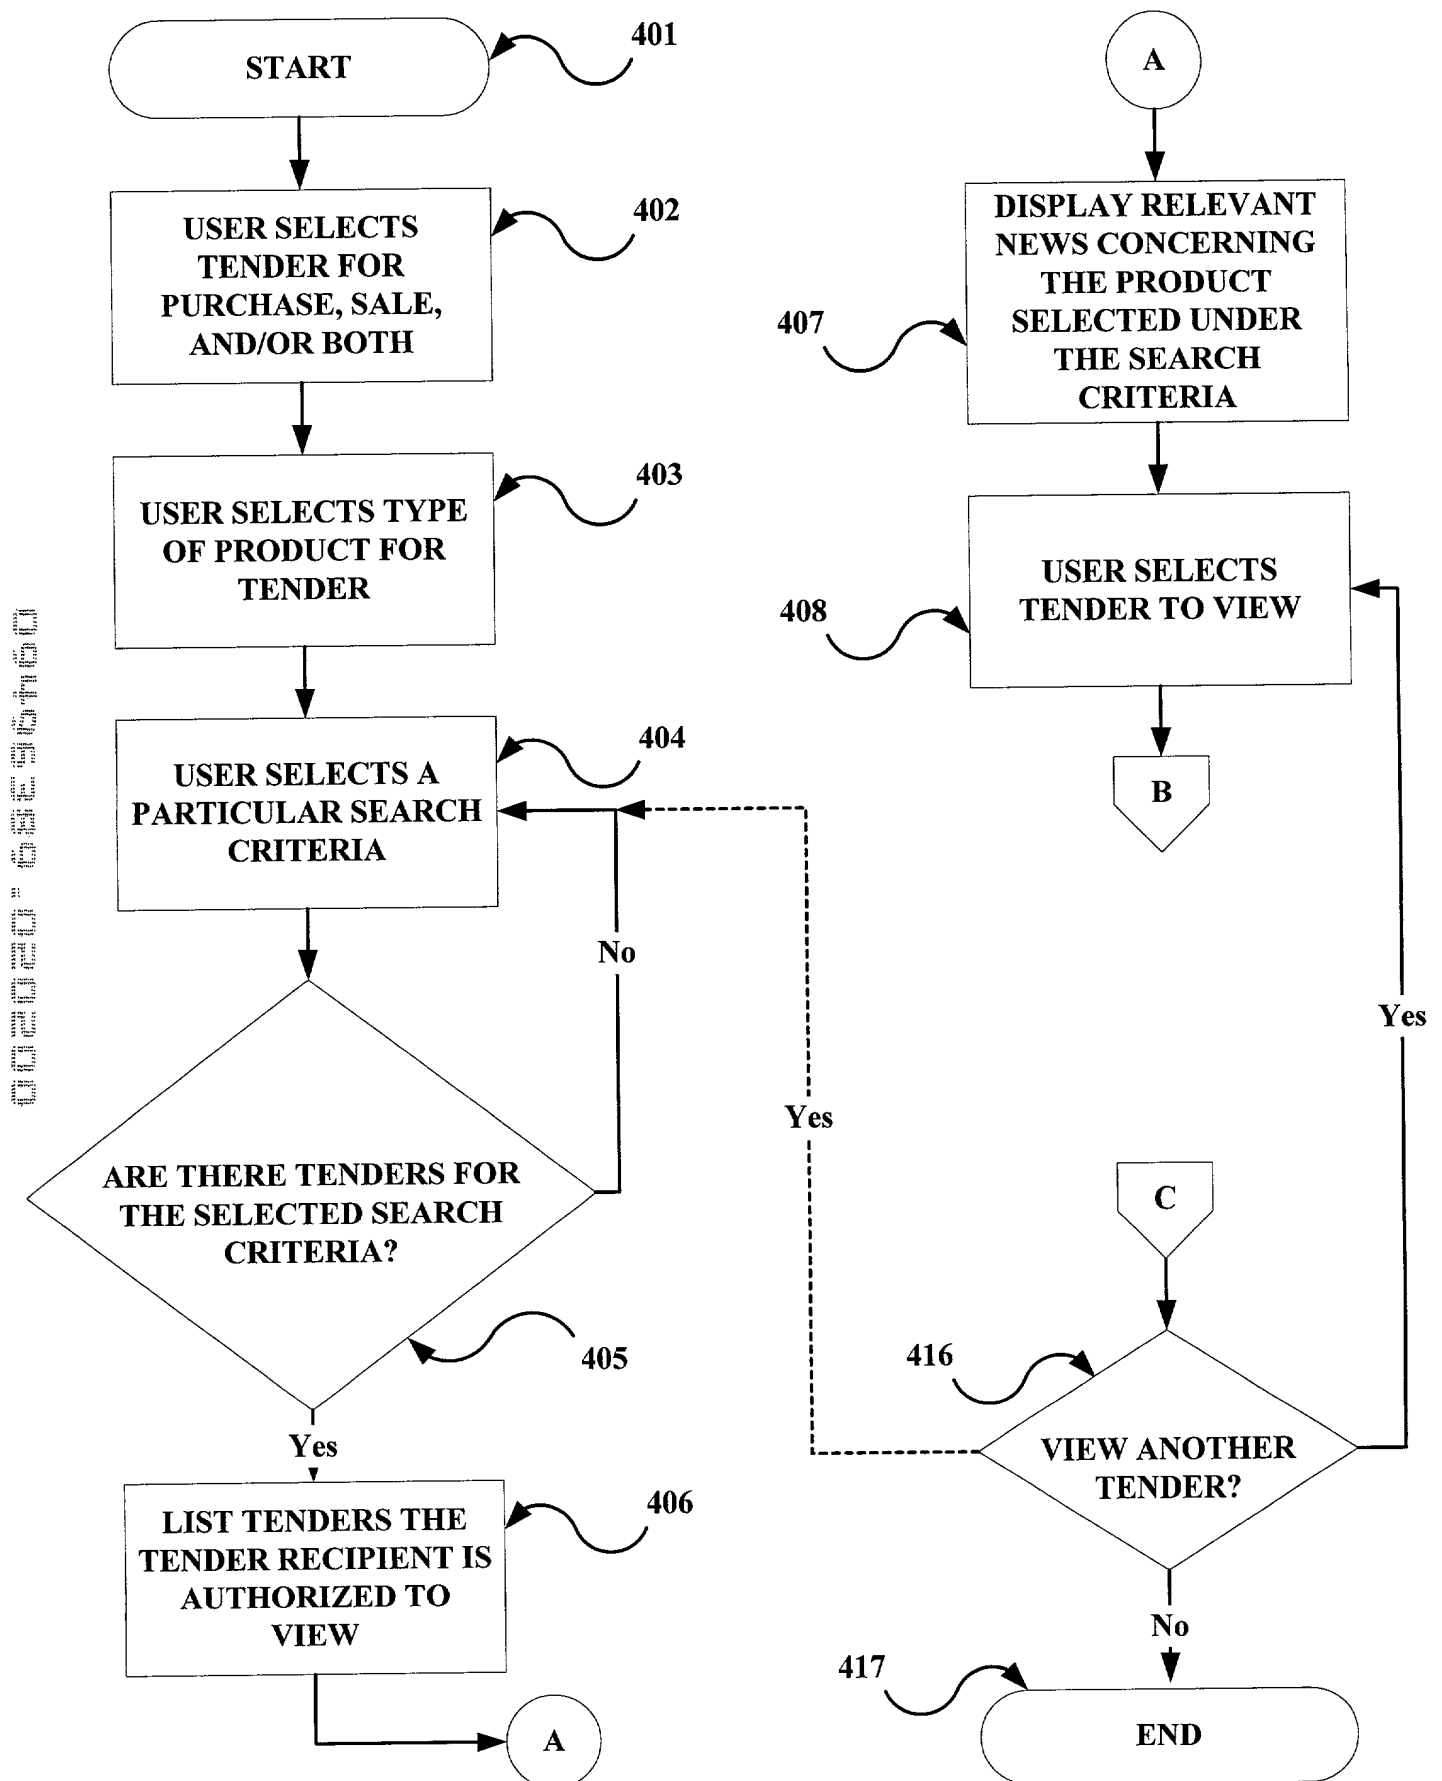 START
401
USER SELECTS
TENDER FOR
PURCHASE, SALE,
AND/OR BOTH
402
USER SELECTS TYPE
OF PRODUCT FOR
TENDER
403
USER SELECTS A
PARTICULAR SEARCH
CRITERIA
404
No
ARE THERE TENDERS FOR
THE SELECTED SEARCH
CRITERIA?
405
Yes
LIST TENDERS THE
TENDER RECIPIENT IS
AUTHORIZED TO
VIEW
406
A
A
DISPLAY RELEVANT
NEWS CONCERNING
THE PRODUCT
SELECTED UNDER
THE SEARCH
CRITERIA
407
USER SELECTS
TENDER TO VIEW
408
B
Yes
Yes
C
416
VIEW ANOTHER
TENDER?
No
417
END